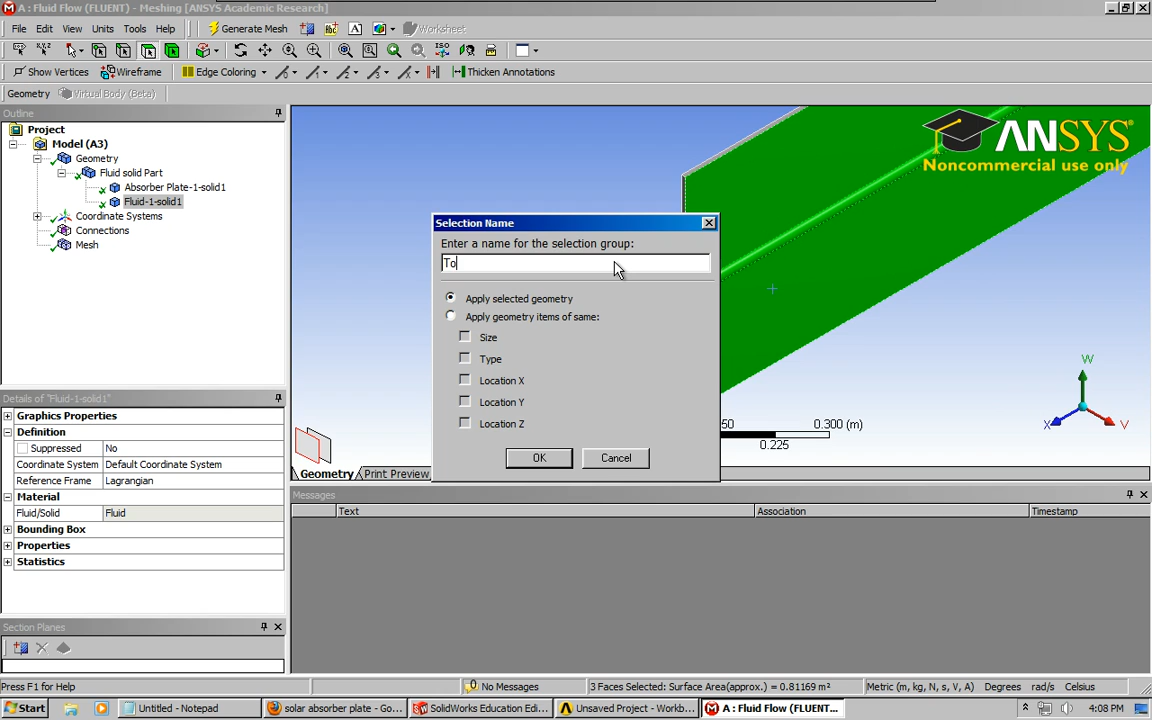 A : Fluid Flow (FLUENT) - Meshing [ANSYS Academic Research]
File Edit View Units Tools Help Generate Mesh A Worksheet
ISO
Show Vertices Wireframe Edge Coloring Thicken Annotations
Geometry Virtual Body (Beta)
Outline
Project
Model (A3)
Geometry
Fluid solid Part
Absorber Plate-1-solid1
Fluid-1-solid1
Coordinate Systems
Connections
Mesh
ANSYS
Noncommercial use only
Selection Name
Enter a name for the selection group:
To
Apply selected geometry
Apply geometry items of same:
Size
Type
Location X
Location Y
Location Z
OK Cancel
W
X
V
50 0.300 (m)
0.225
Geometry Print Preview
Details of "Fluid-1-solid1"
Graphics Properties
Definition
Suppressed No
Coordinate System Default Coordinate System
Reference Frame Lagrangian
Material
Fluid/Solid Fluid
Bounding Box
Properties
Statistics
Messages
Text Association Timestamp
Section Planes
Press F1 for Help No Messages 3 Faces Selected: Surface Area(approx.) = 0.81169 m² Metric (m, kg, N, s, V, A) Degrees rad/s Celsius
Start Untitled - Notepad solar absorber plate - Go... SolidWorks Education Edi... Unsaved Project - Workb... A : Fluid Flow (FLUENT... 4:08 PM